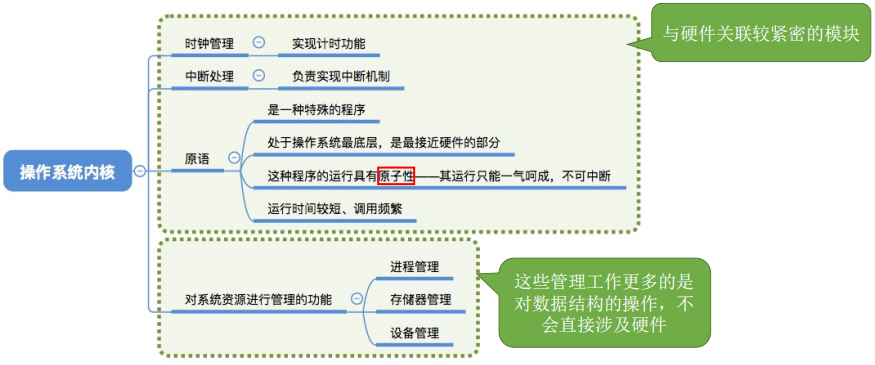 与硬件关联较紧密的模块
时钟管理
实现计时功能
中断处理
负责实现中断机制
是一种特殊的程序
处于操作系统最底层，是最接近硬件的部分
原语
操作系统内核
这种程序的运行具有原子性——其运行只能一气呵成，不可中断
运行时间较短、调用频繁
进程管理
对系统资源进行管理的功能
存储器管理
设备管理
这些管理工作更多的是
对数据结构的操作，不
会直接涉及硬件